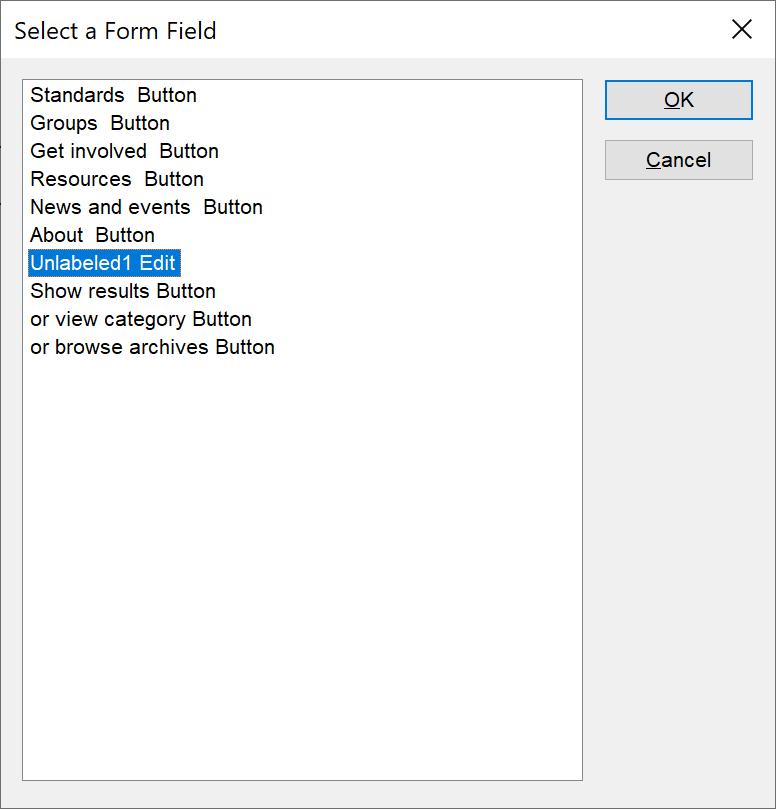 Select a Form Field
Standards  Button
Groups  Button
Get involved  Button
Resources  Button
News and events  Button
About  Button
Unlabeled1 Edit
Show results Button
or view category Button
or browse archives Button
OK
Cancel